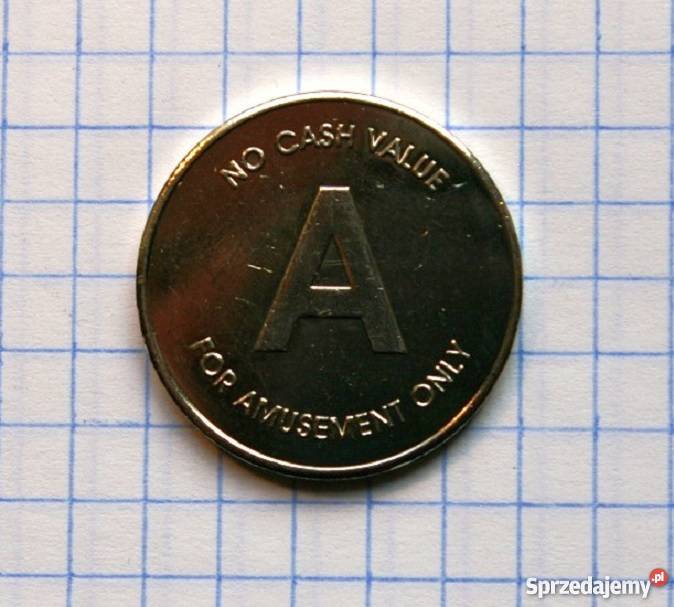 NO CASH VALUE
A
FOR AMUSEMENT ONLY
Sprzedajemy.pl